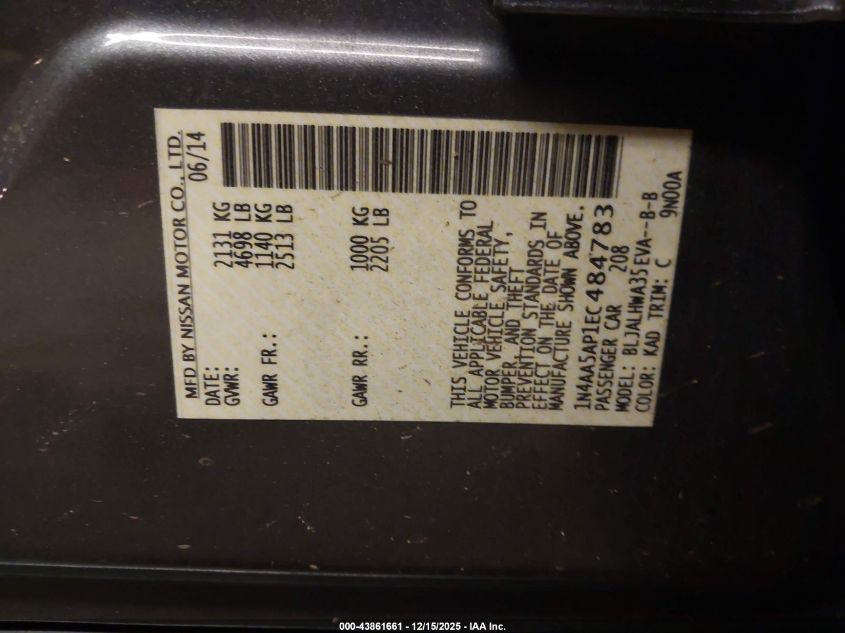 MFD BY NISSAN MOTOR CO., LTD.
DATE: 06/14
GVWR: 2131 KG
4698 LB
GAWR FR.: 1140 KG
2513 LB
GAWR RR.: 1000 KG
2205 LB
THIS VEHICLE CONFORMS TO
ALL APPLICABLE FEDERAL
MOTOR VEHICLE SAFETY,
BUMPER, AND THEFT
PREVENTION STANDARDS IN
EFFECT ON THE DATE OF
MANUFACTURE SHOWN ABOVE.
1N4AA5AP1EC484783
PASSENGER CAR 208
MODEL: BLJALHWA35EVA--B-B
COLOR: KAD TRIM: C 9N00A
000-43861661 - 12/15/2025 - IAA Inc.